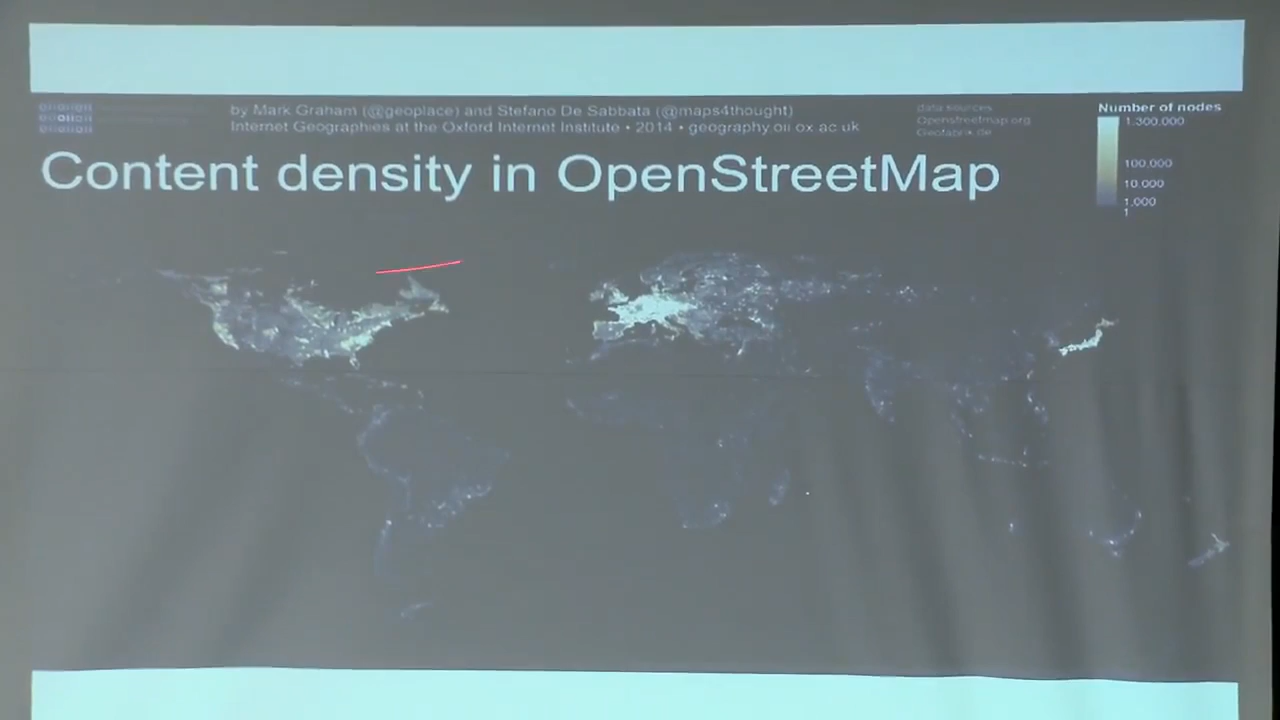 by Mark Graham (@geoplace) and Stefano De Sabbata (@maps4thought)
Internet Geographies at the Oxford Internet Institute • 2014 • geography.oii.ox.ac.uk
data sources
Openstreetmap.org
Geofabrik.de
Number of nodes
1.300.000
100.000
10.000
1.000
1
Content density in OpenStreetMap